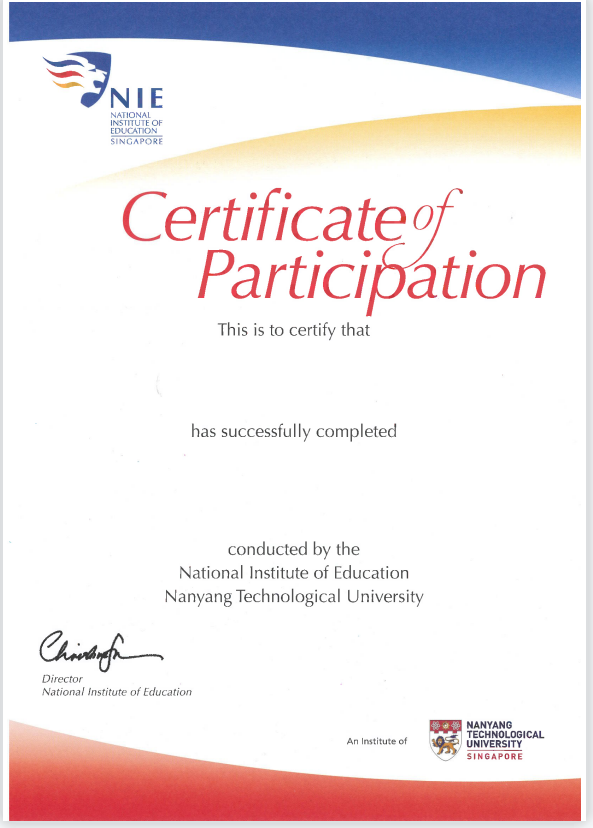 NIE
NATIONAL
INSTITUTE OF
EDUCATION
SINGAPORE
Certificate of
Participation
This is to certify that
has successfully completed
conducted by the
National Institute of Education
Nanyang Technological University
Director
National Institute of Education
An Institute of
NANYANG
TECHNOLOGICAL
UNIVERSITY
SINGAPORE